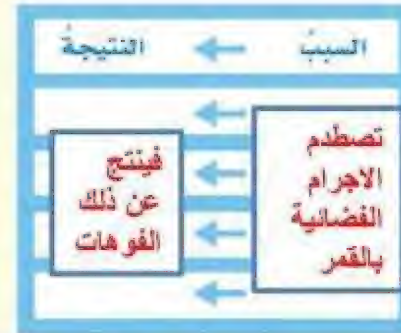 السبب النتيجة
تصطدم
الاجرام
الفضائية
بالقمر
فينتج
عن ذلك
الفوهات